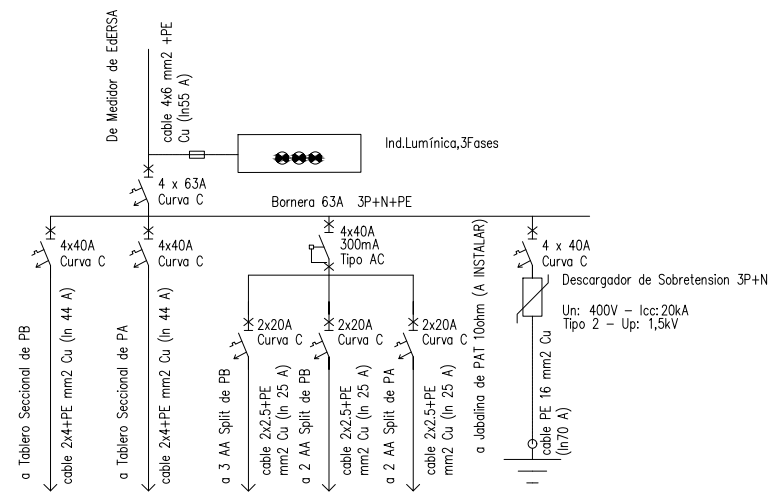 De Medidor de EdERSA
cable 4x6 mm2 +PE
Cu (In55 A)
Ind.Lumínica,3Fases
4 x 63A
Curva C
Bornera 63A 3P+N+PE
4x40A
Curva C
4x40A
Curva C
4x40A
300mA
Tipo AC
4 x 40A
Curva C
Descargador de Sobretension 3P+N
Un: 400V - Icc:20kA
Tipo 2 - Up: 1,5kV
2x20A
Curva C
2x20A
Curva C
2x20A
Curva C
a Tablero Seccional de PB
cable 2x4+PE mm2 Cu (In 44 A)
a Tablero Seccional de PA
cable 2x4+PE mm2 Cu (In 44 A)
a 3 AA Split de PB
cable 2x2.5+PE
mm2 Cu (In 25 A)
a 2 AA Split de PB
cable 2x2.5+PE
mm2 Cu (In 25 A)
a 2 AA Split de PA
cable 2x2.5+PE
mm2 Cu (In 25 A)
a Jabalina de PAT 10ohm (A INSTALAR)
cable PE 16 mm2 Cu
(In70 A)